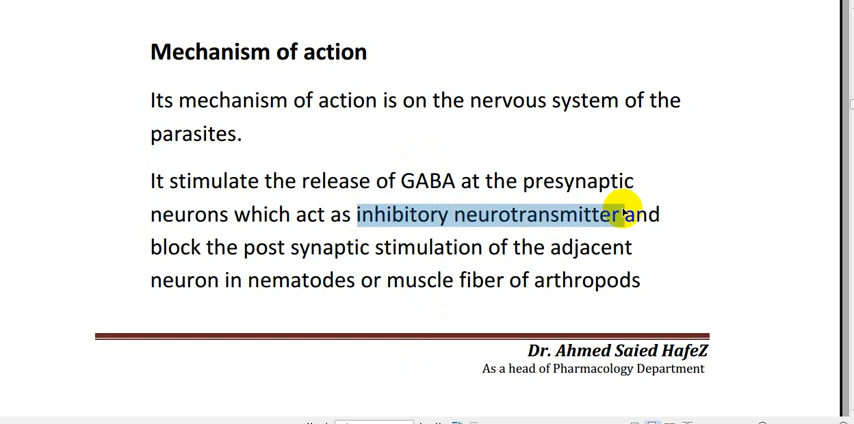 Mechanism of action
Its mechanism of action is on the nervous system of the
parasites.
It stimulate the release of GABA at the presynaptic
neurons which act as inhibitory neurotransmitter and
block the post synaptic stimulation of the adjacent
neuron in nematodes or muscle fiber of arthropods
Dr. Ahmed Saied HafeZ
As a head of Pharmacology Department